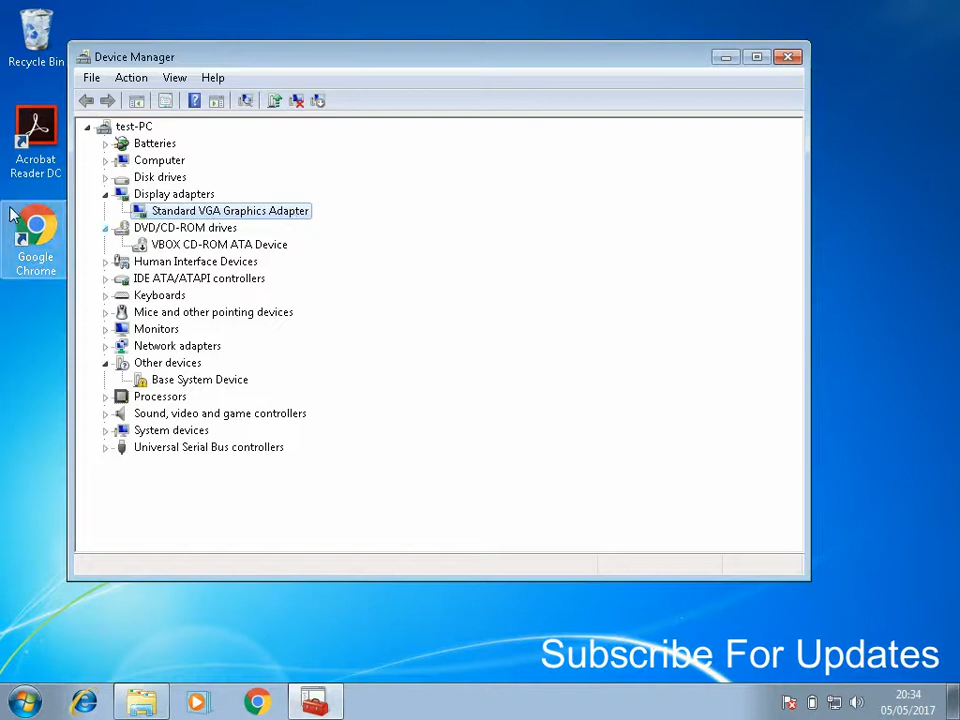 Recycle Bin
Acrobat
Reader DC
Google
Chrome
Device Manager
File Action View Help
test-PC
Batteries
Computer
Disk drives
Display adapters
Standard VGA Graphics Adapter
DVD/CD-ROM drives
VBOX CD-ROM ATA Device
Human Interface Devices
IDE ATA/ATAPI controllers
Keyboards
Mice and other pointing devices
Monitors
Network adapters
Other devices
Base System Device
Processors
Sound, video and game controllers
System devices
Universal Serial Bus controllers
Subscribe For Updates
20:34
05/05/2017